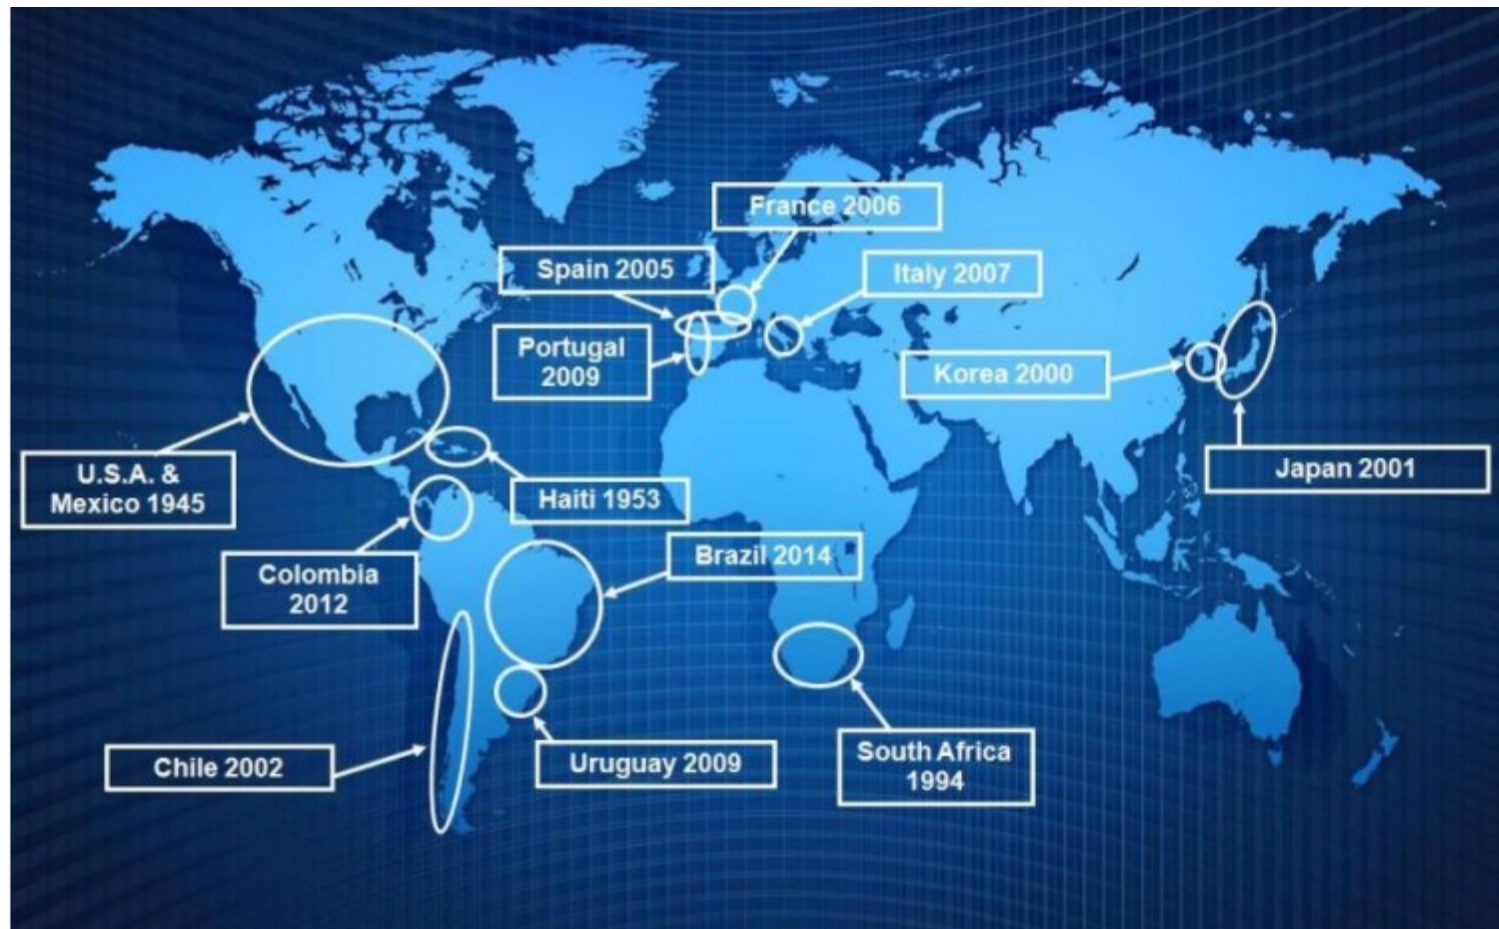 France 2006
Spain 2005
Italy 2007
Portugal
2009
Korea 2000
U.S.A. &
Mexico 1945
Japan 2001
Haiti 1953
Brazil 2014
Colombia
2012
South Africa
1994
Chile 2002
Uruguay 2009